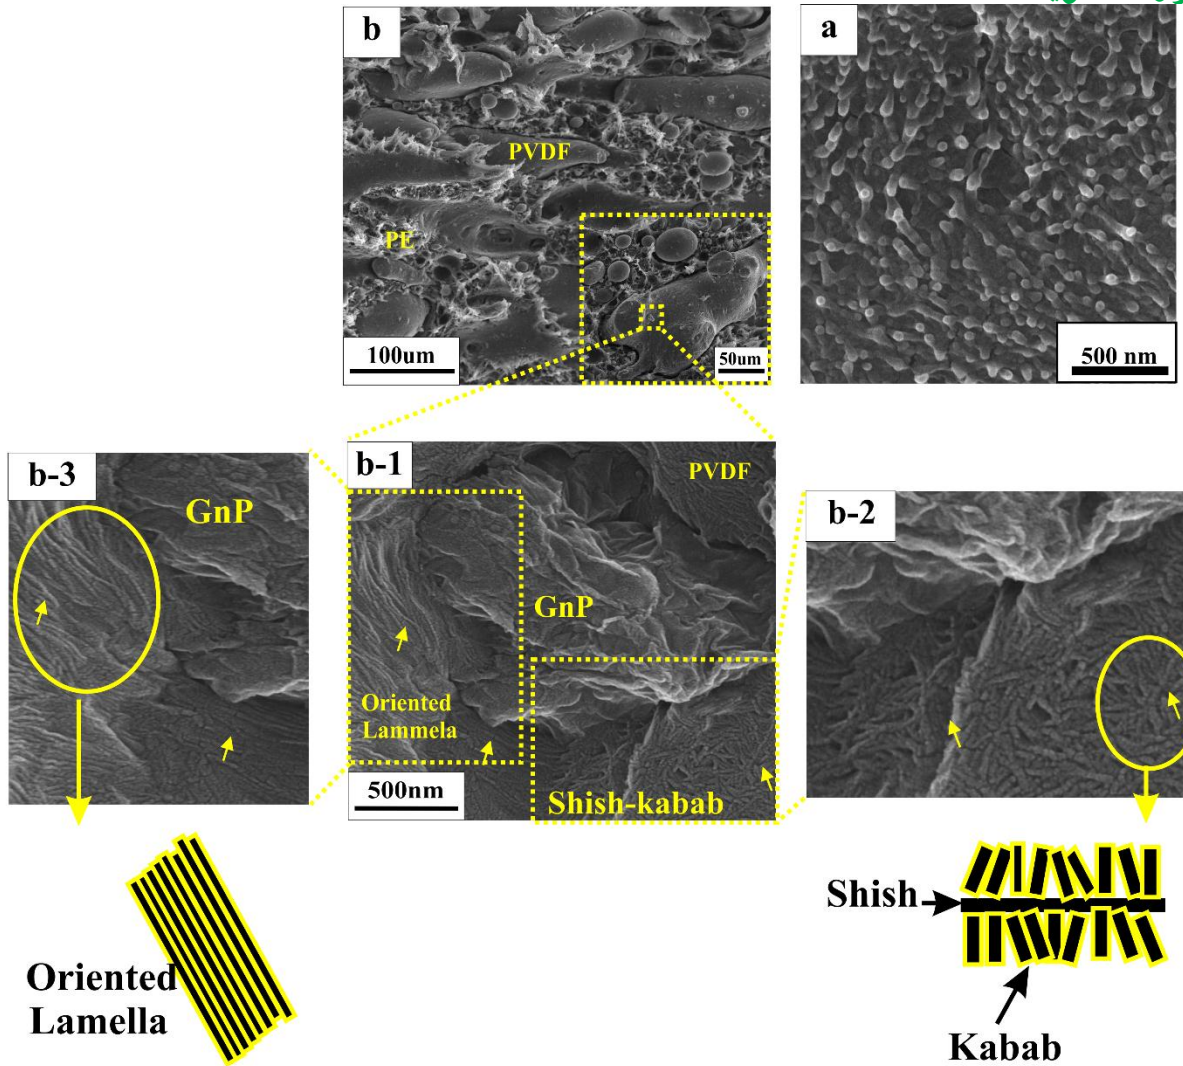 b
PVDF
PE
100um
50um
a
500 nm
b-3
GnP
b-1
PVDF
GnP
Oriented
Lammela
500nm
Shish-kabab
b-2
Oriented
Lamella
Shish
Kabab